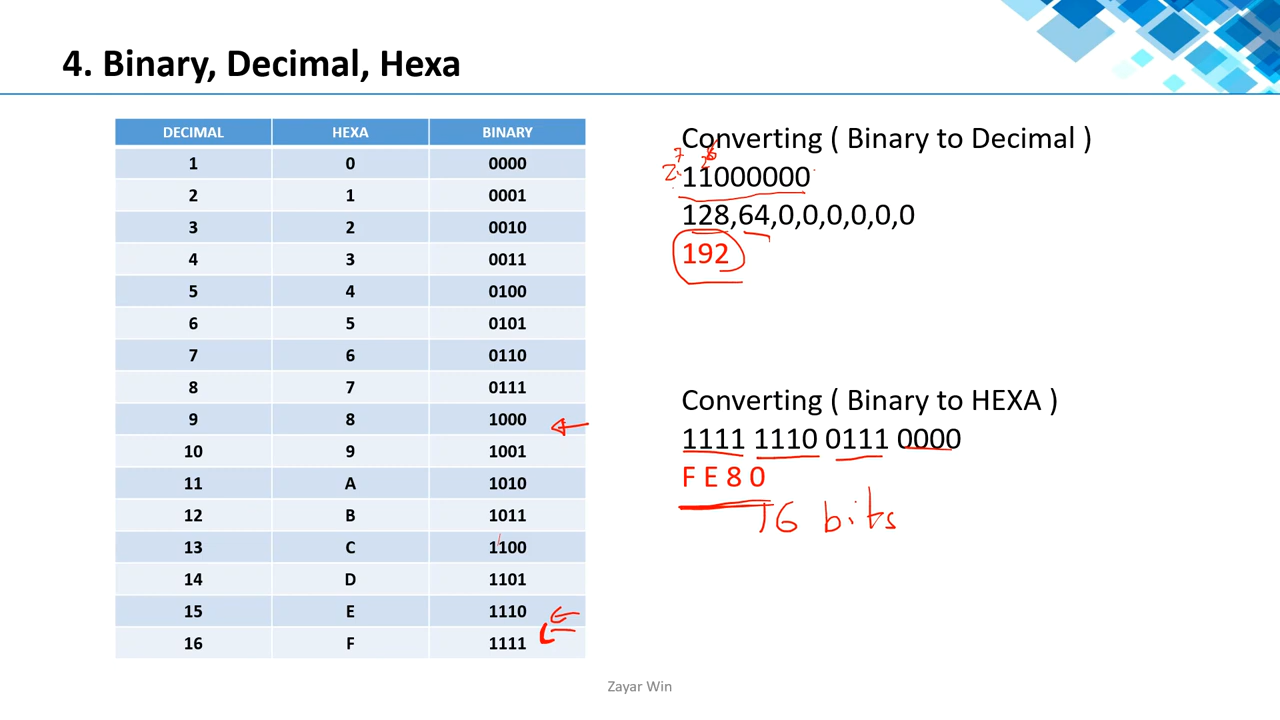 4. Binary, Decimal, Hexa
DECIMAL HEXA BINARY
1 0 0000
2 1 0001
3 2 0010
4 3 0011
5 4 0100
6 5 0101
7 6 0110
8 7 0111
9 8 1000
10 9 1001
11 A 1010
12 B 1011
13 C 1100
14 D 1101
15 E 1110
16 F 1111
Converting ( Binary to Decimal )
2 7 2 6
11000000
128,64,0,0,0,0,0,0
192
Converting ( Binary to HEXA )
1111 1110 0111 0000
F E 8 0
16 bits
Zayar Win